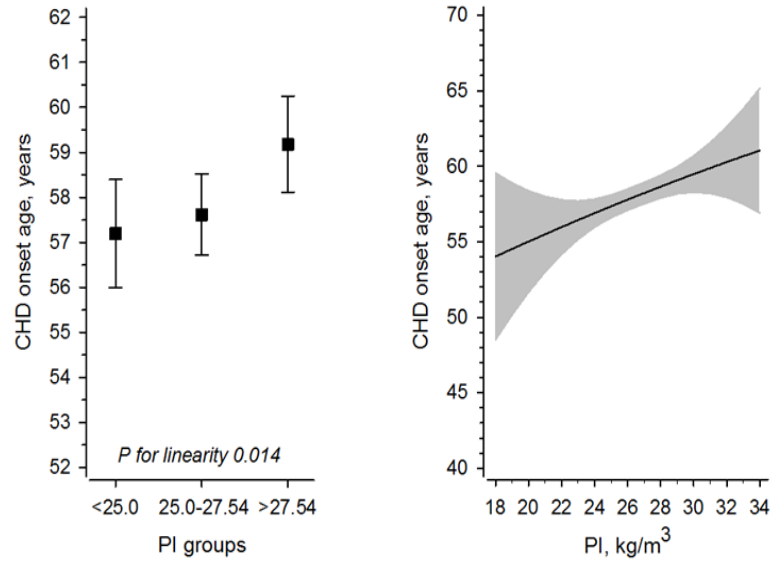 62
61
60
59
58
57
56
55
54
53
52
CHD onset age, years
P for linearity 0.014
<25.0 25.0-27.54 >27.54
PI groups
70
65
60
55
50
45
40
CHD onset age, years
18 20 22 24 26 28 30 32 34
PI, kg/m³